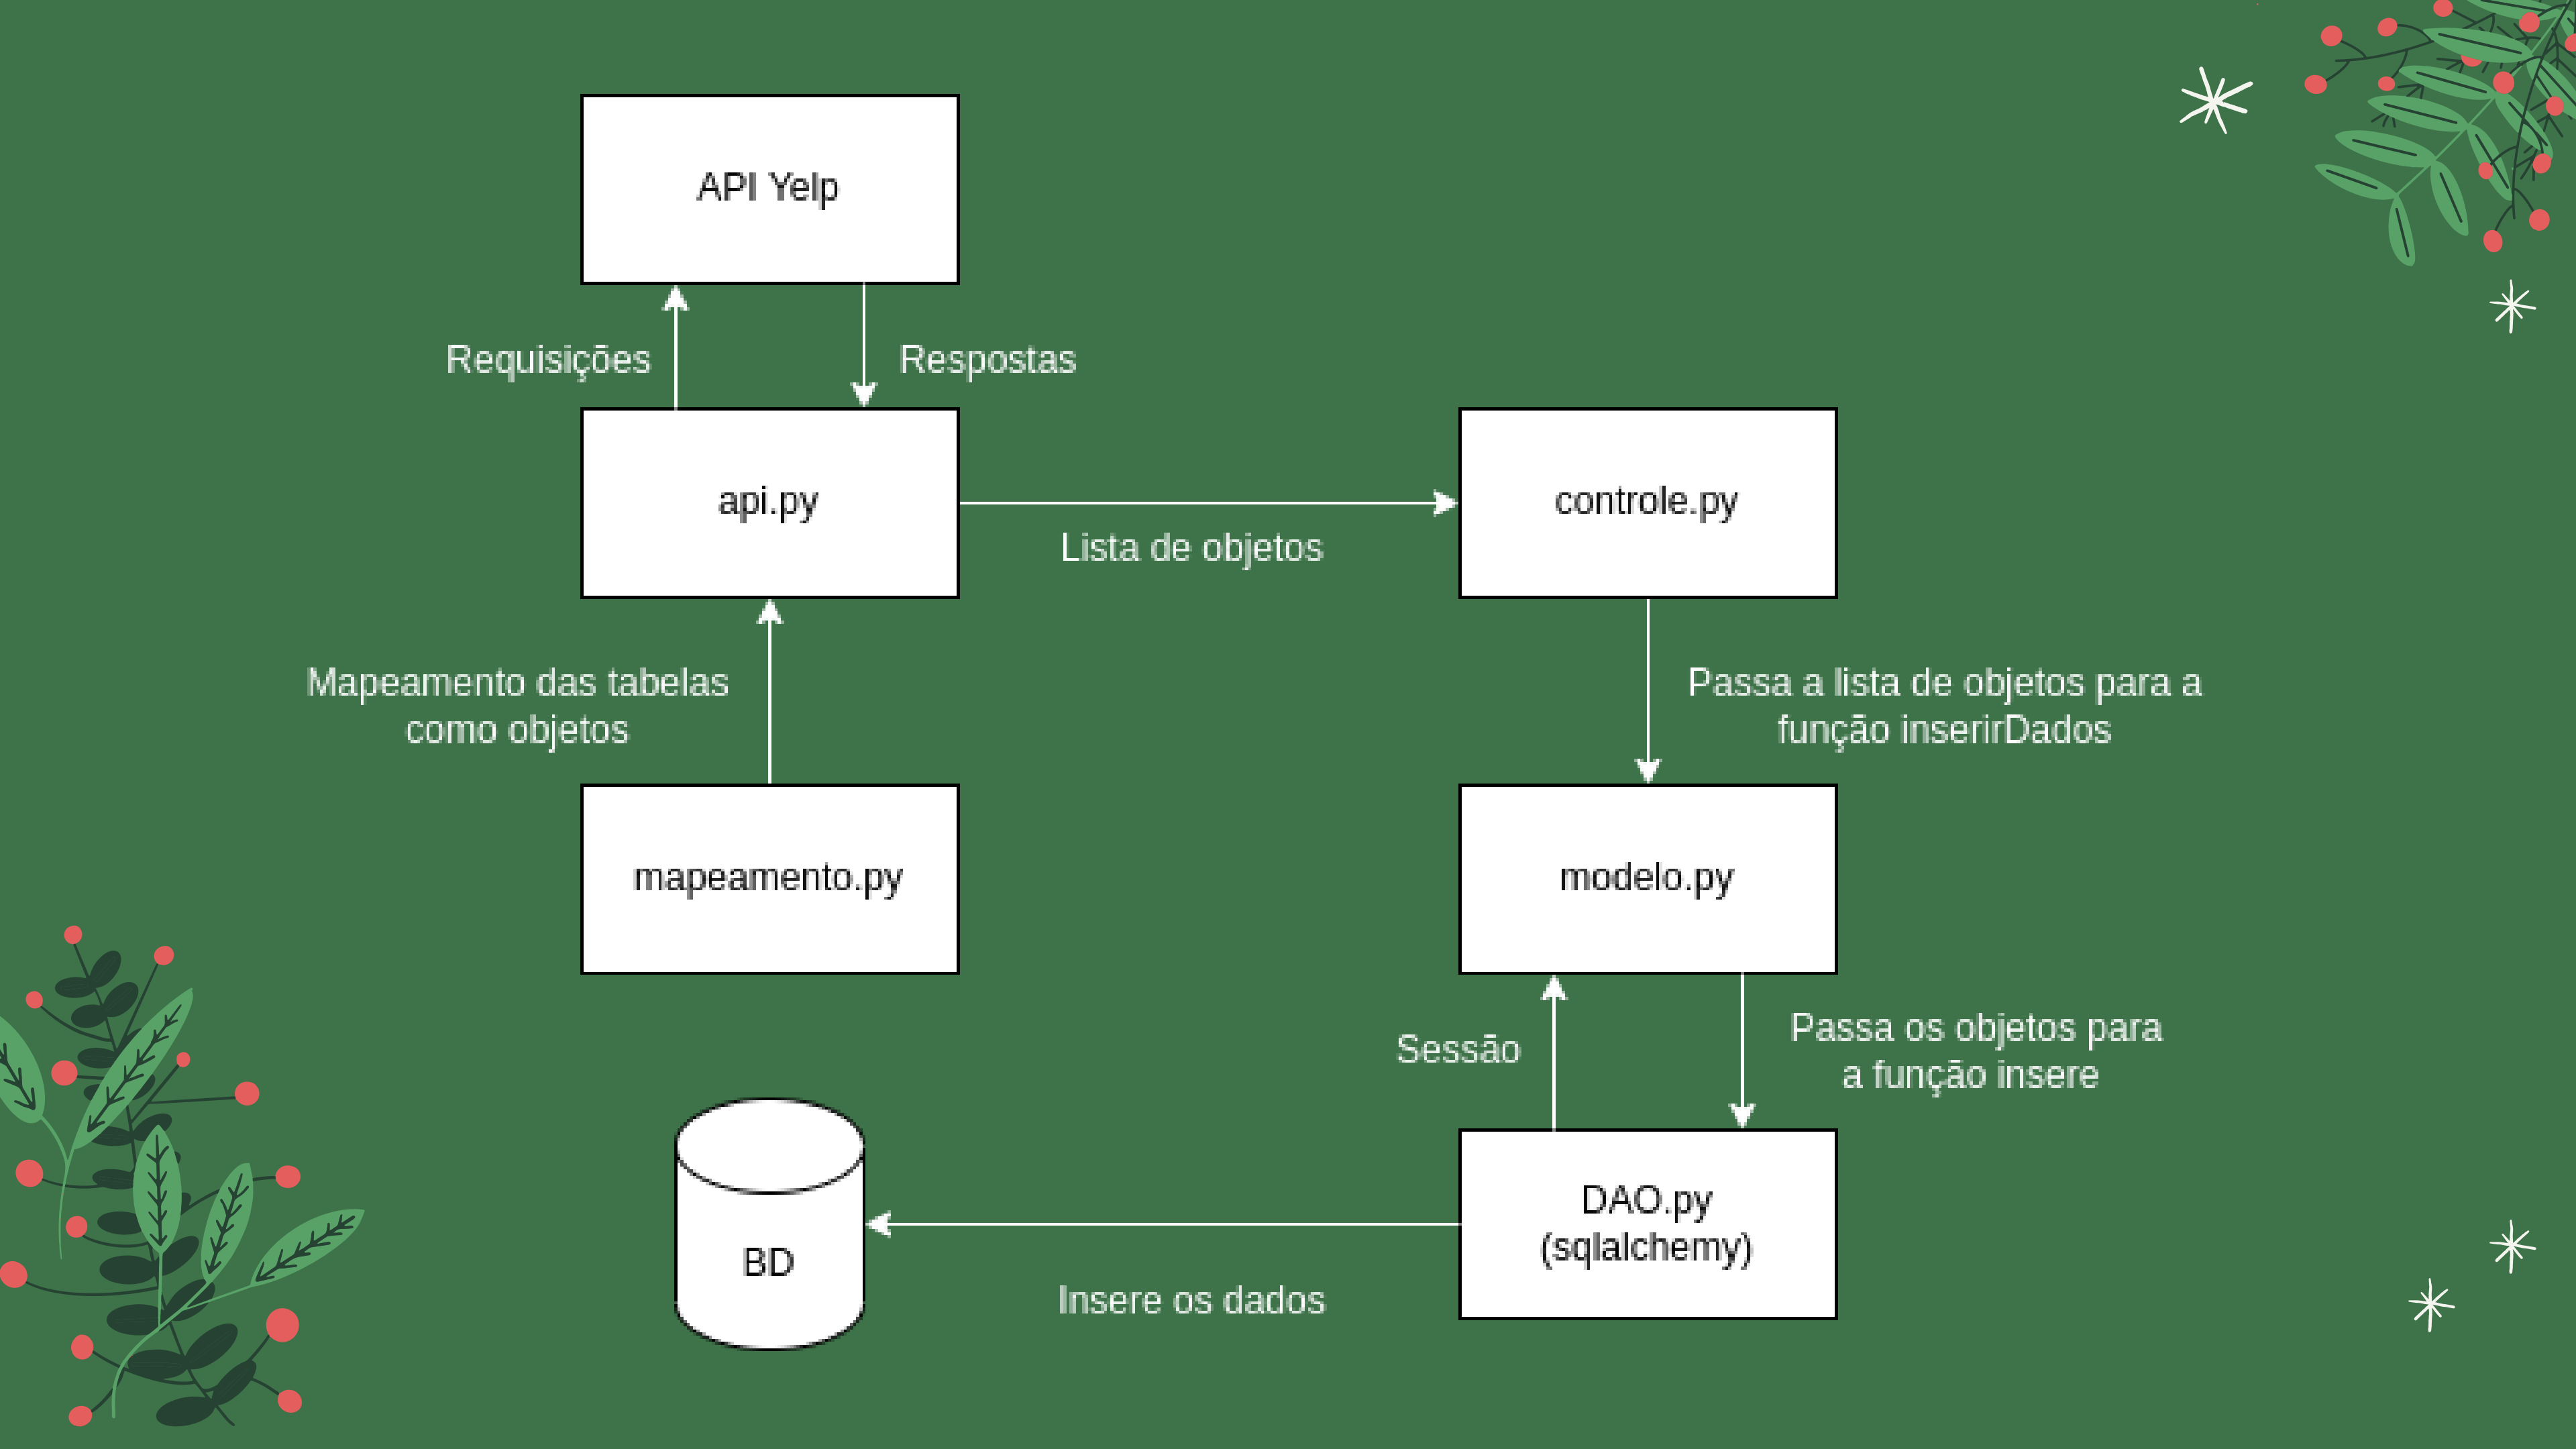 API Yelp
Requisições
Respostas
api.py
Lista de objetos
controle.py
Mapeamento das tabelas
como objetos
Passa a lista de objetos para a
função inserirDados
mapeamento.py
modelo.py
Sessão
Passa os objetos para
a função insere
BD
Insere os dados
DAO.py
(sqlalchemy)